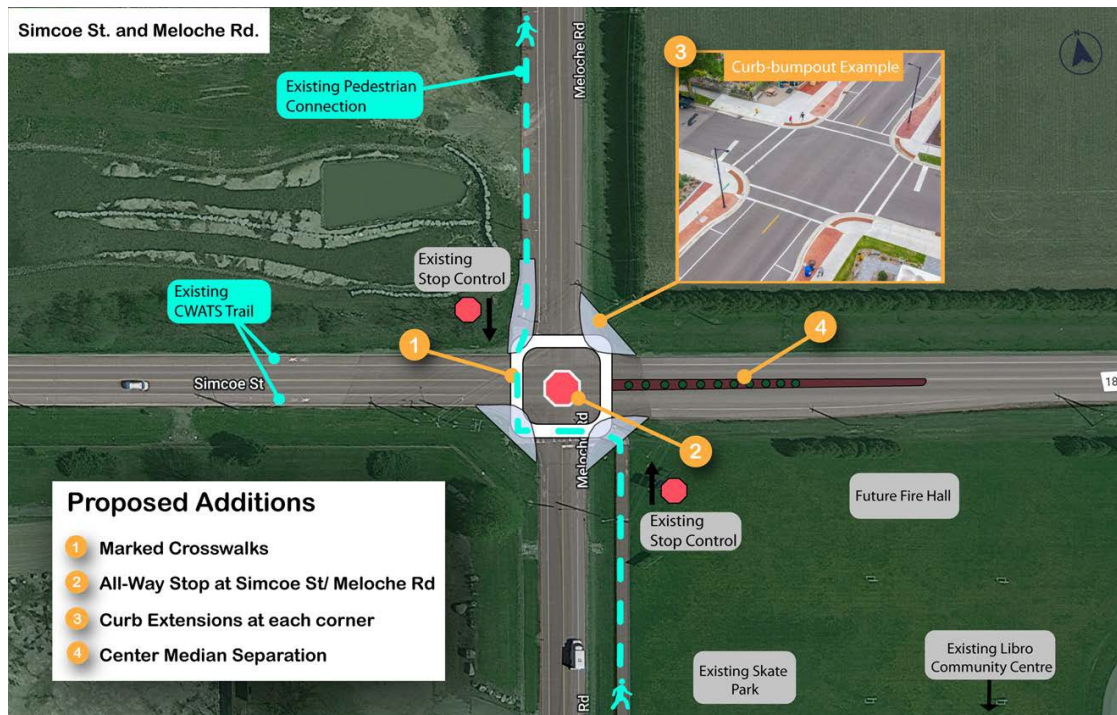 Simcoe St. and Meloche Rd.
Existing Pedestrian
Connection
Meloche Rd
3
Curb-bumpout Example
N
Existing
Stop Control
Existing
CWATS Trail
1
4
Simcoe St
18
Meloche Rd
2
Proposed Additions
1 Marked Crosswalks
2 All-Way Stop at Simcoe St/ Meloche Rd
3 Curb Extensions at each corner
4 Center Median Separation
Existing
Stop Control
Future Fire Hall
Existing Skate
Park
Existing Libro
Community Centre
Rd